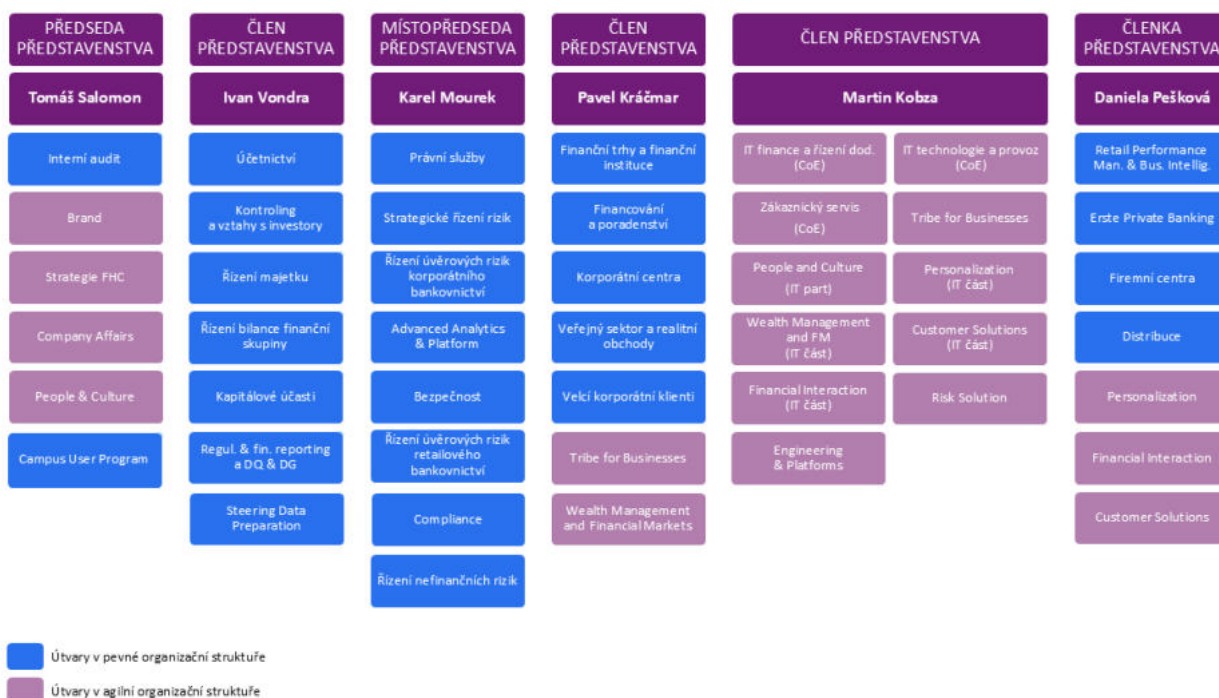 PŘEDSEDA
PŘEDSTAVENSTVA
Tomáš Salomon
Interní audit
Brand
Strategie FHC
Company Affairs
People & Culture
Campus User Program
ČLEN
PŘEDSTAVENSTVA
Ivan Vondra
Účetnictví
Kontroling
a vztahy s investory
Řízení majetku
Řízení bilance finanční
skupiny
Kapitálové účasti
Regul. & fin. reporting
a DQ & DG
Steering Data
Preparation
MÍSTOPŘEDSEDA
PŘEDSTAVENSTVA
Karel Mourek
Právní služby
Strategické řízení rizik
Řízení úvěrových rizik
korporátního
bankovnictví
Advanced Analytics
& Platform
Bezpečnost
Řízení úvěrových rizik
retailového
bankovnictví
Compliance
Řízení nefinančních rizik
ČLEN
PŘEDSTAVENSTVA
Pavel Kráčmar
Finanční trhy a finanční
instituce
Financování
a poradenství
Korporátní centra
Veřejný sektor a realitní
obchody
Velcí korporátní klienti
Tribe for Businesses
Wealth Management
and Financial Markets
ČLEN PŘEDSTAVENSTVA
Martin Kobza
IT finance a řízení dod.
(CoE)
IT technologie a provoz
(CoE)
Zákaznický servis
(CoE)
Tribe for Businesses
People and Culture
(IT part)
Personalization
(IT část)
Wealth Management
and FM
(IT část)
Customer Solutions
(IT část)
Financial Interaction
(IT část)
Risk Solution
Engineering
& Platforms
ČLENKA
PŘEDSTAVENSTVA
Daniela Pešková
Retail Performance
Man. & Bus. Intellig.
Erste Private Banking
Firemní centra
Distribuce
Personalization
Financial Interaction
Customer Solutions
Útvary v pevné organizační struktuře
Útvary v agilní organizační struktuře